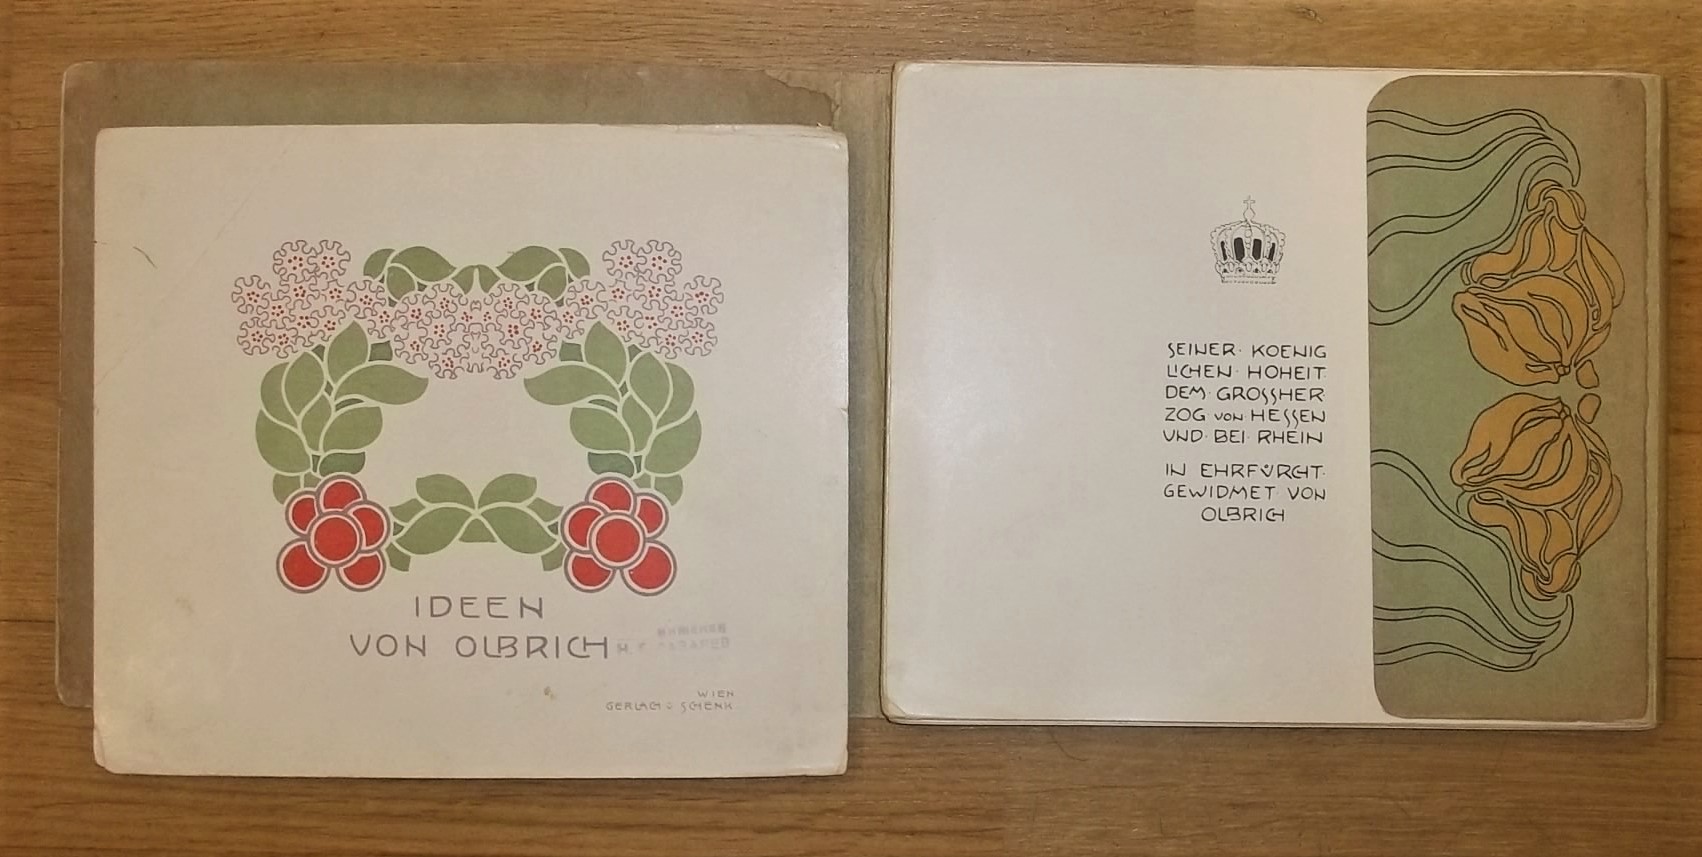 IDEEN
VON OLBRICH
WIEN
GERLACH & SCHENK
SEINER · KOENIG
LICHEN · HOHEIT
DEM · GROSSHER
ZOG VON HESSEN
UND · BEI · RHEIN
IN EHRFURCHT ·
GEWIDMET · VON
OLBRICH